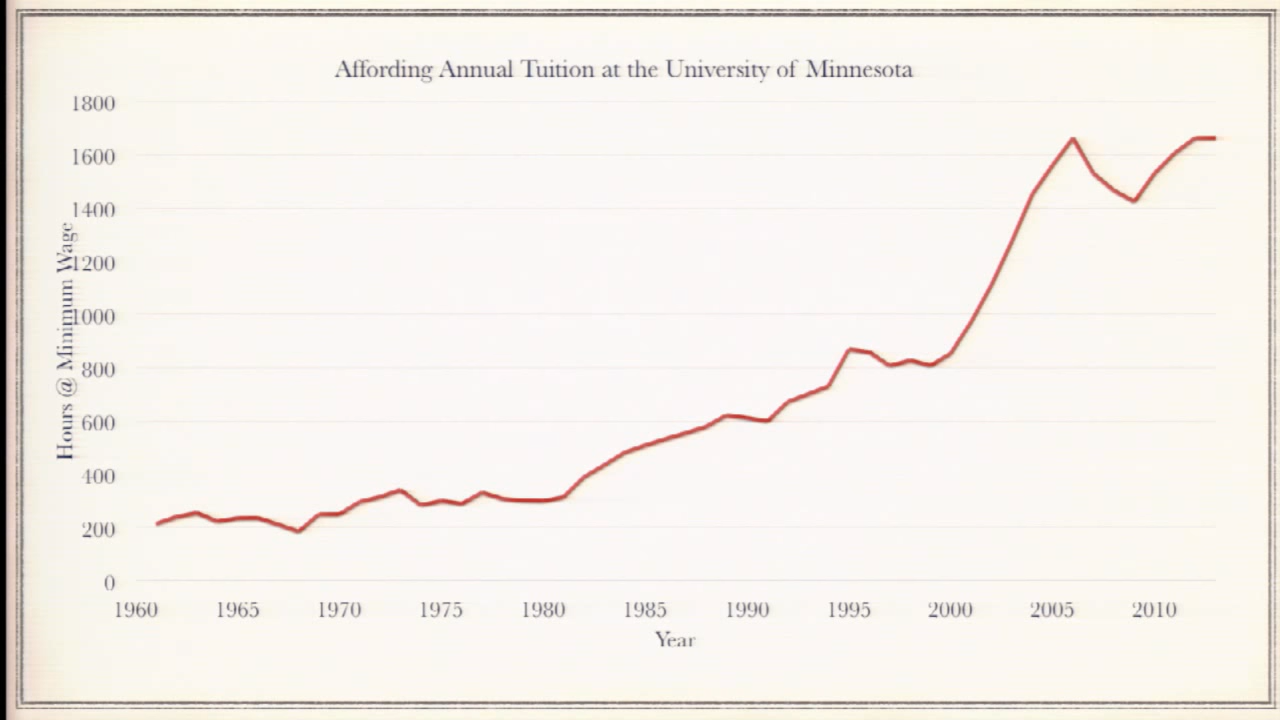 Affording Annual Tuition at the University of Minnesota
1800
1600
1400
1200
1000
800
600
400
200
0
Hours @ Minimum Wage
1960 1965 1970 1975 1980 1985 1990 1995 2000 2005 2010
Year